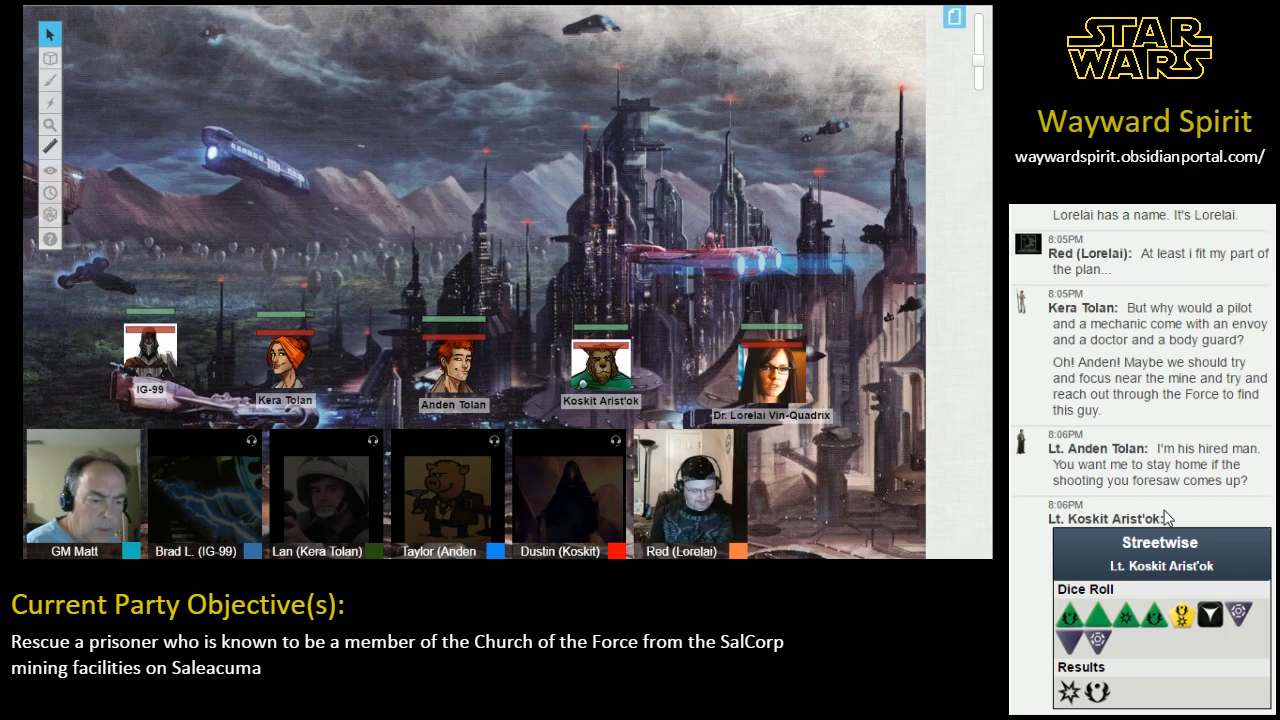 STAR
WARS
Wayward Spirit
waywardspirit.obsidianportal.com/
IG-99
Kera Tolan
Anden Tolan
Koskit Arist'ok
Dr. Lorelai Vin-Quadrix
GM Matt
Brad L. (IG-99)
Lan (Kera Tolan)
Taylor (Anden
Dustin (Koskit)
Red (Lorelai)
Lorelai has a name. It's Lorelai.
8:05PM
Red (Lorelai): At least i fit my part of
the plan...
8:05PM
Kera Tolan: But why would a pilot
and a mechanic come with an envoy
and a doctor and a body guard?
Oh! Anden! Maybe we should try
and focus near the mine and try and
reach out through the Force to find
this guy.
8:06PM
Lt. Anden Tolan: I'm his hired man.
You want me to stay home if the
shooting you foresaw comes up?
8:06PM
Lt. Koskit Arist'ok:
Streetwise
Lt. Koskit Arist'ok
Dice Roll
Results
Current Party Objective(s):
Rescue a prisoner who is known to be a member of the Church of the Force from the SalCorp
mining facilities on Saleacuma